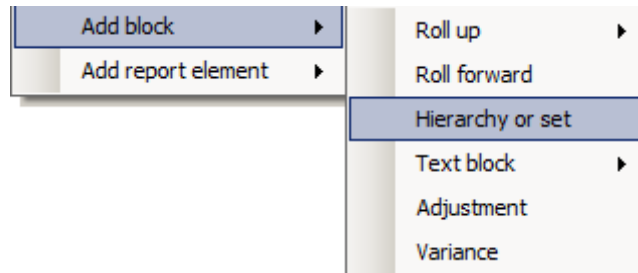 Add block
Add report element
Roll up
Roll forward
Hierarchy or set
Text block
Adjustment
Variance